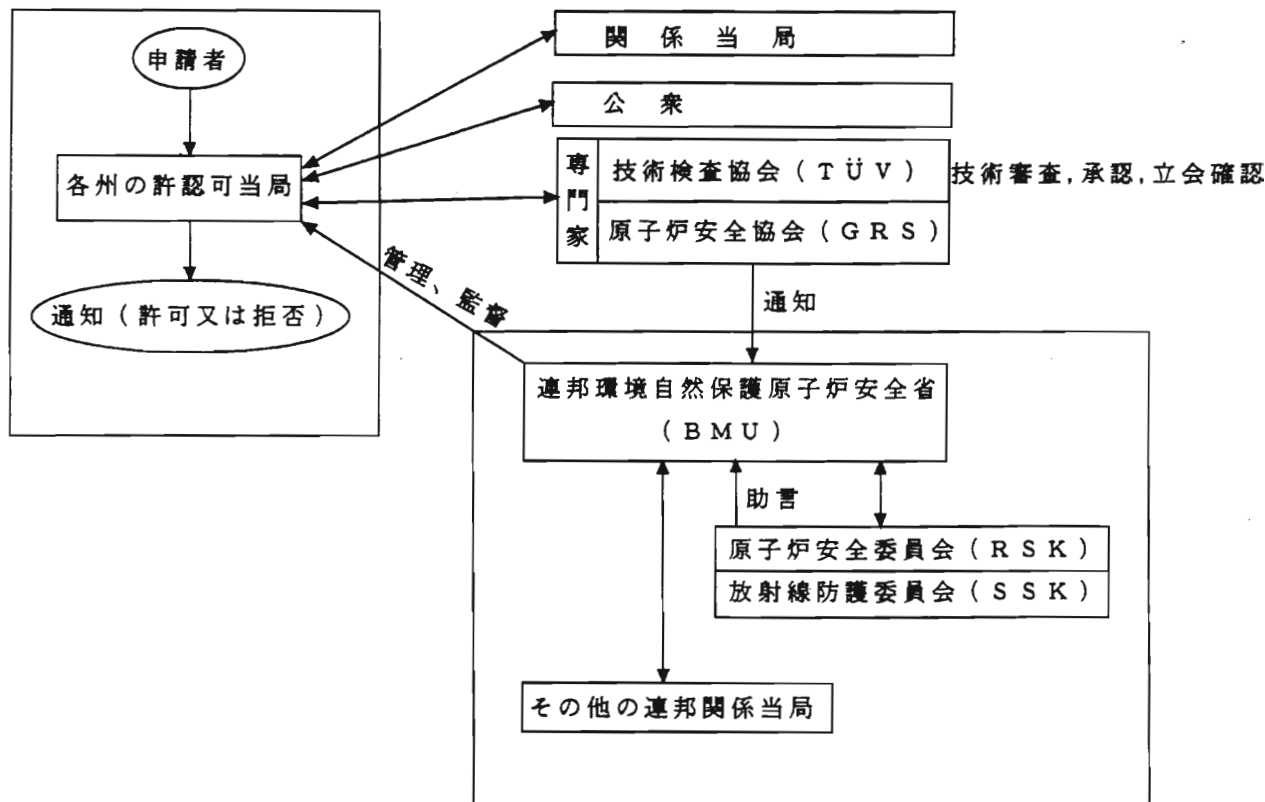 申請者
各州の許認可当局
通知（許可又は拒否）
関係当局
公衆
専門家
技術検査協会（TÜV）
技術審査,承認,立会確認
原子炉安全協会（GRS）
管理、監督
通知
連邦環境自然保護原子炉安全省
（BMU）
助言
原子炉安全委員会（RSK）
放射線防護委員会（SSK）
その他の連邦関係当局